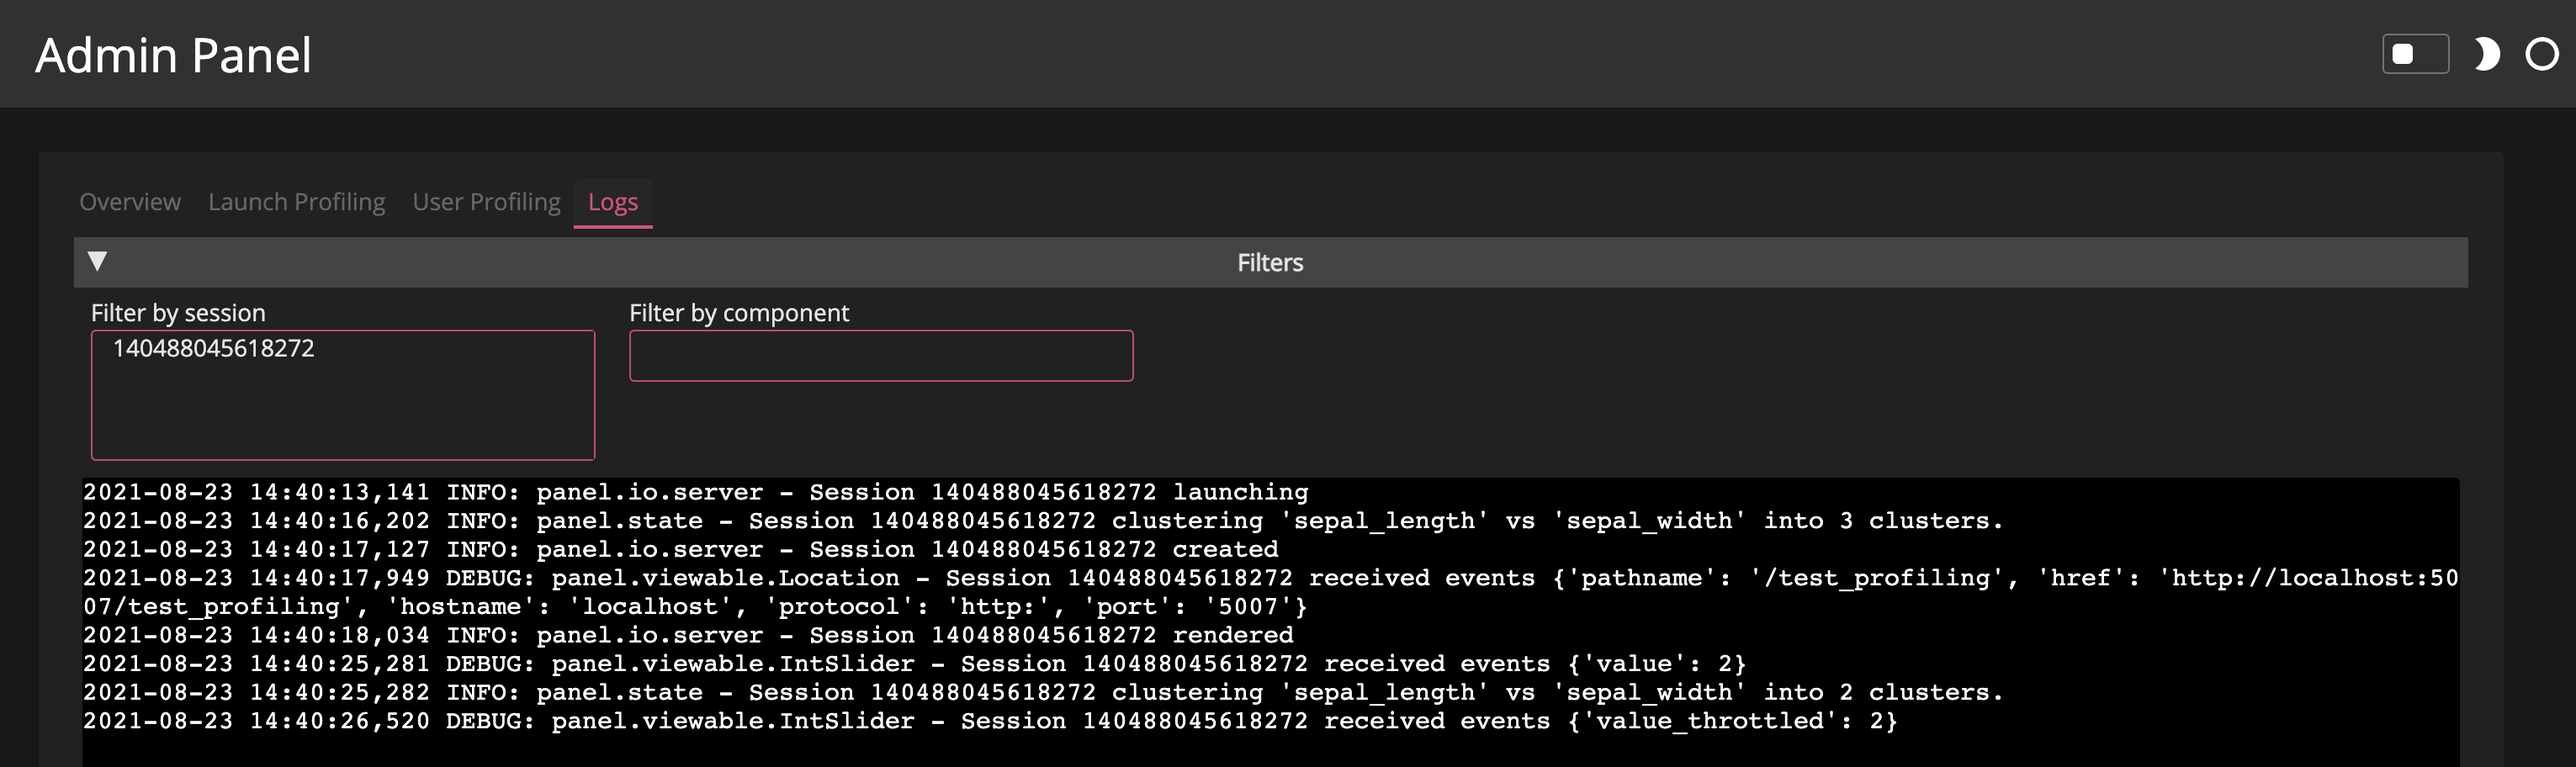 Admin Panel
Overview Launch Profiling User Profiling Logs
▼ Filters
Filter by session Filter by component
140488045618272
2021-08-23 14:40:13,141 INFO: panel.io.server - Session 140488045618272 launching
2021-08-23 14:40:16,202 INFO: panel.state - Session 140488045618272 clustering 'sepal_length' vs 'sepal_width' into 3 clusters.
2021-08-23 14:40:17,127 INFO: panel.io.server - Session 140488045618272 created
2021-08-23 14:40:17,949 DEBUG: panel.viewable.Location - Session 140488045618272 received events {'pathname': '/test_profiling', 'href': 'http://localhost:50
07/test_profiling', 'hostname': 'localhost', 'protocol': 'http:', 'port': '5007'}
2021-08-23 14:40:18,034 INFO: panel.io.server - Session 140488045618272 rendered
2021-08-23 14:40:25,281 DEBUG: panel.viewable.IntSlider - Session 140488045618272 received events {'value': 2}
2021-08-23 14:40:25,282 INFO: panel.state - Session 140488045618272 clustering 'sepal_length' vs 'sepal_width' into 2 clusters.
2021-08-23 14:40:26,520 DEBUG: panel.viewable.IntSlider - Session 140488045618272 received events {'value_throttled': 2}